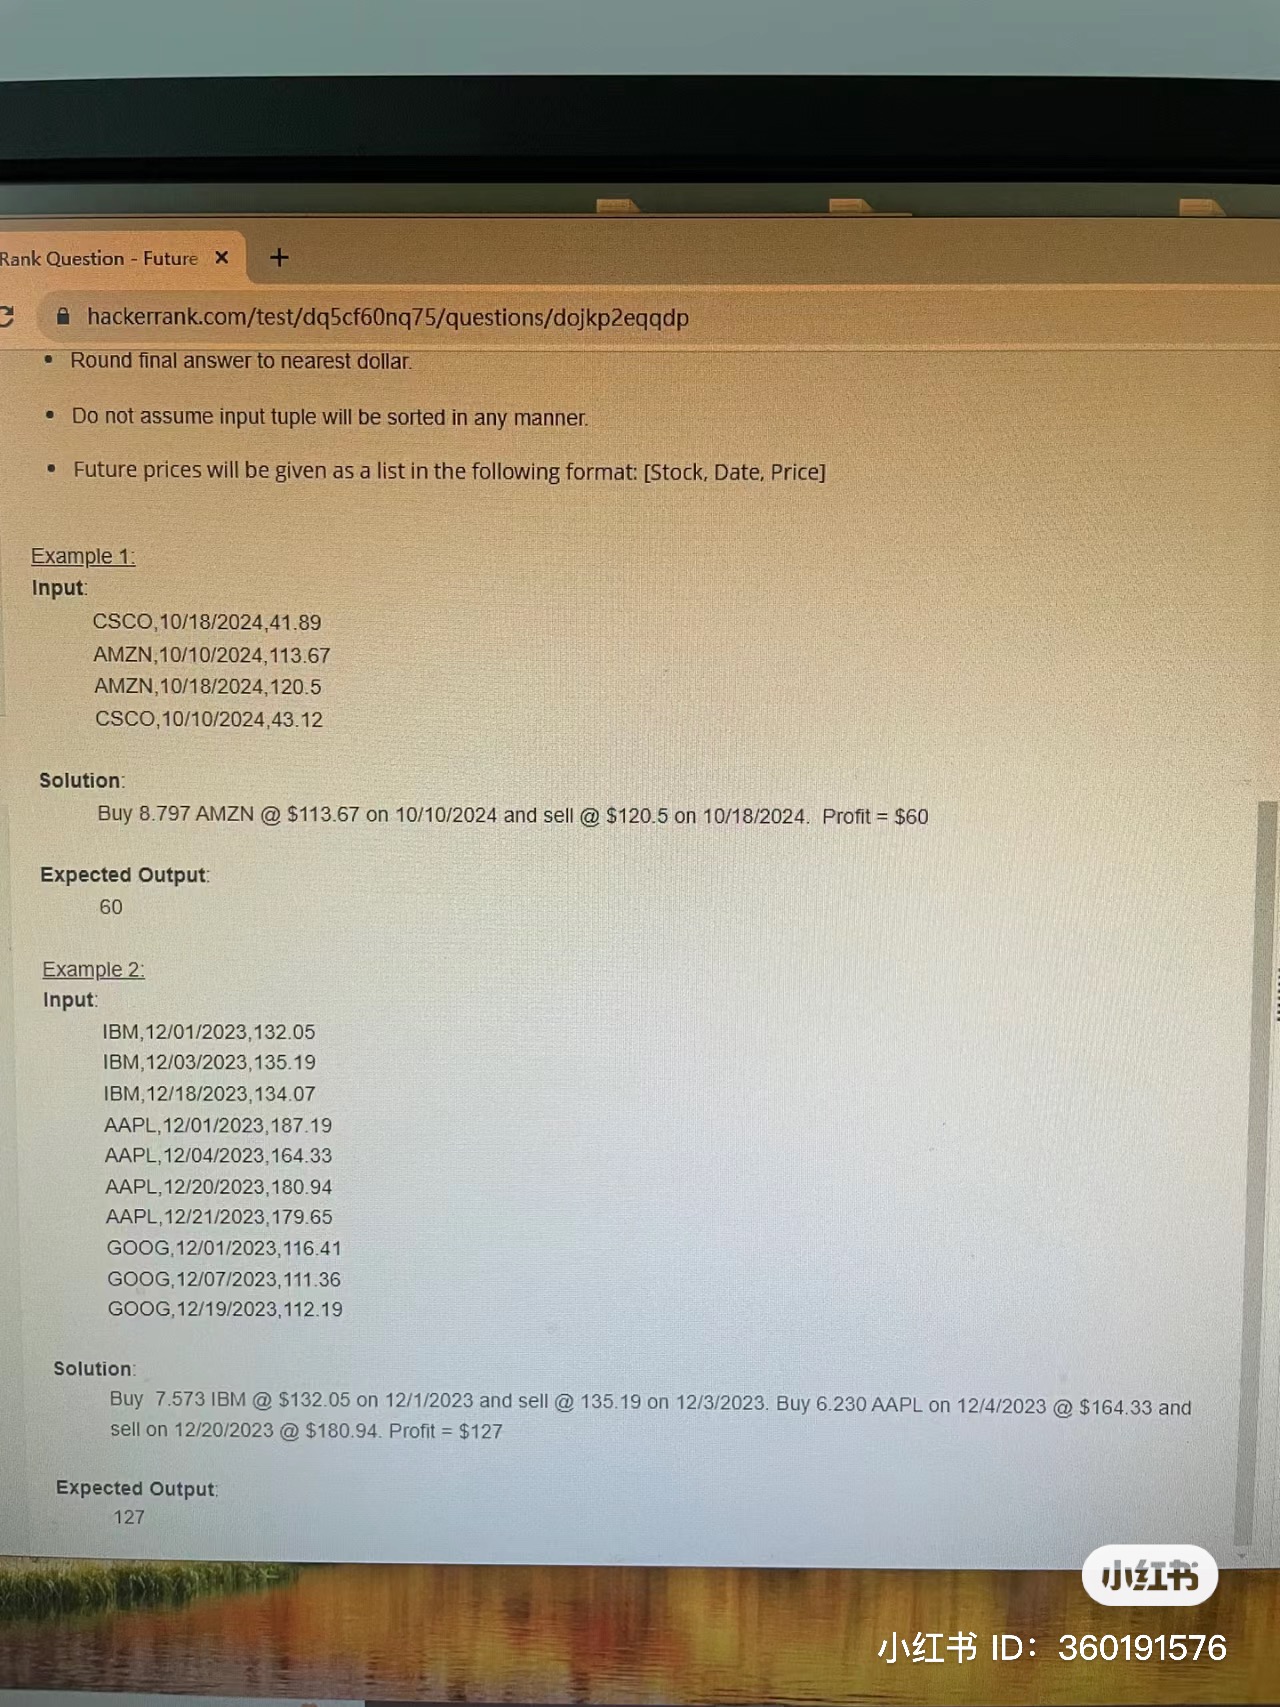 Rank Question - Future
hackerrank.com/test/dq5cf60nq75/questions/dojkp2eqqdp
• Round final answer to nearest dollar.
• Do not assume input tuple will be sorted in any manner.
• Future prices will be given as a list in the following format: [Stock, Date, Price]
Example 1:
Input:
CSCO,10/18/2024,41.89
AMZN,10/10/2024,113.67
AMZN,10/18/2024,120.5
CSCO,10/10/2024,43.12
Solution:
Buy 8.797 AMZN @ $113.67 on 10/10/2024 and sell @ $120.5 on 10/18/2024.  Profit = $60
Expected Output:
60
Example 2:
Input:
IBM,12/01/2023,132.05
IBM,12/03/2023,135.19
IBM,12/18/2023,134.07
AAPL,12/01/2023,187.19
AAPL,12/04/2023,164.33
AAPL,12/20/2023,180.94
AAPL,12/21/2023,179.65
GOOG,12/01/2023,116.41
GOOG,12/07/2023,111.36
GOOG,12/19/2023,112.19
Solution:
Buy  7.573 IBM @ $132.05 on 12/1/2023 and sell @ 135.19 on 12/3/2023. Buy 6.230 AAPL on 12/4/2023 @ $164.33 and
sell on 12/20/2023 @ $180.94. Profit = $127
Expected Output:
127
小红书
小红书 ID：360191576